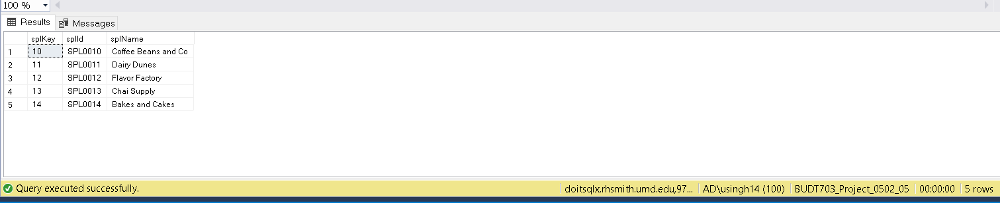 100 %
Results Messages
splKey splId splName
1 10 SPL0010 Coffee Beans and Co
2 11 SPL0011 Dairy Dunes
3 12 SPL0012 Flavor Factory
4 13 SPL0013 Chai Supply
5 14 SPL0014 Bakes and Cakes
Query executed successfully. doitsqlx.rhsmith.umd.edu,97... AD\usingh14 (100) BUDT703_Project_0502_05 00:00:00 5 rows